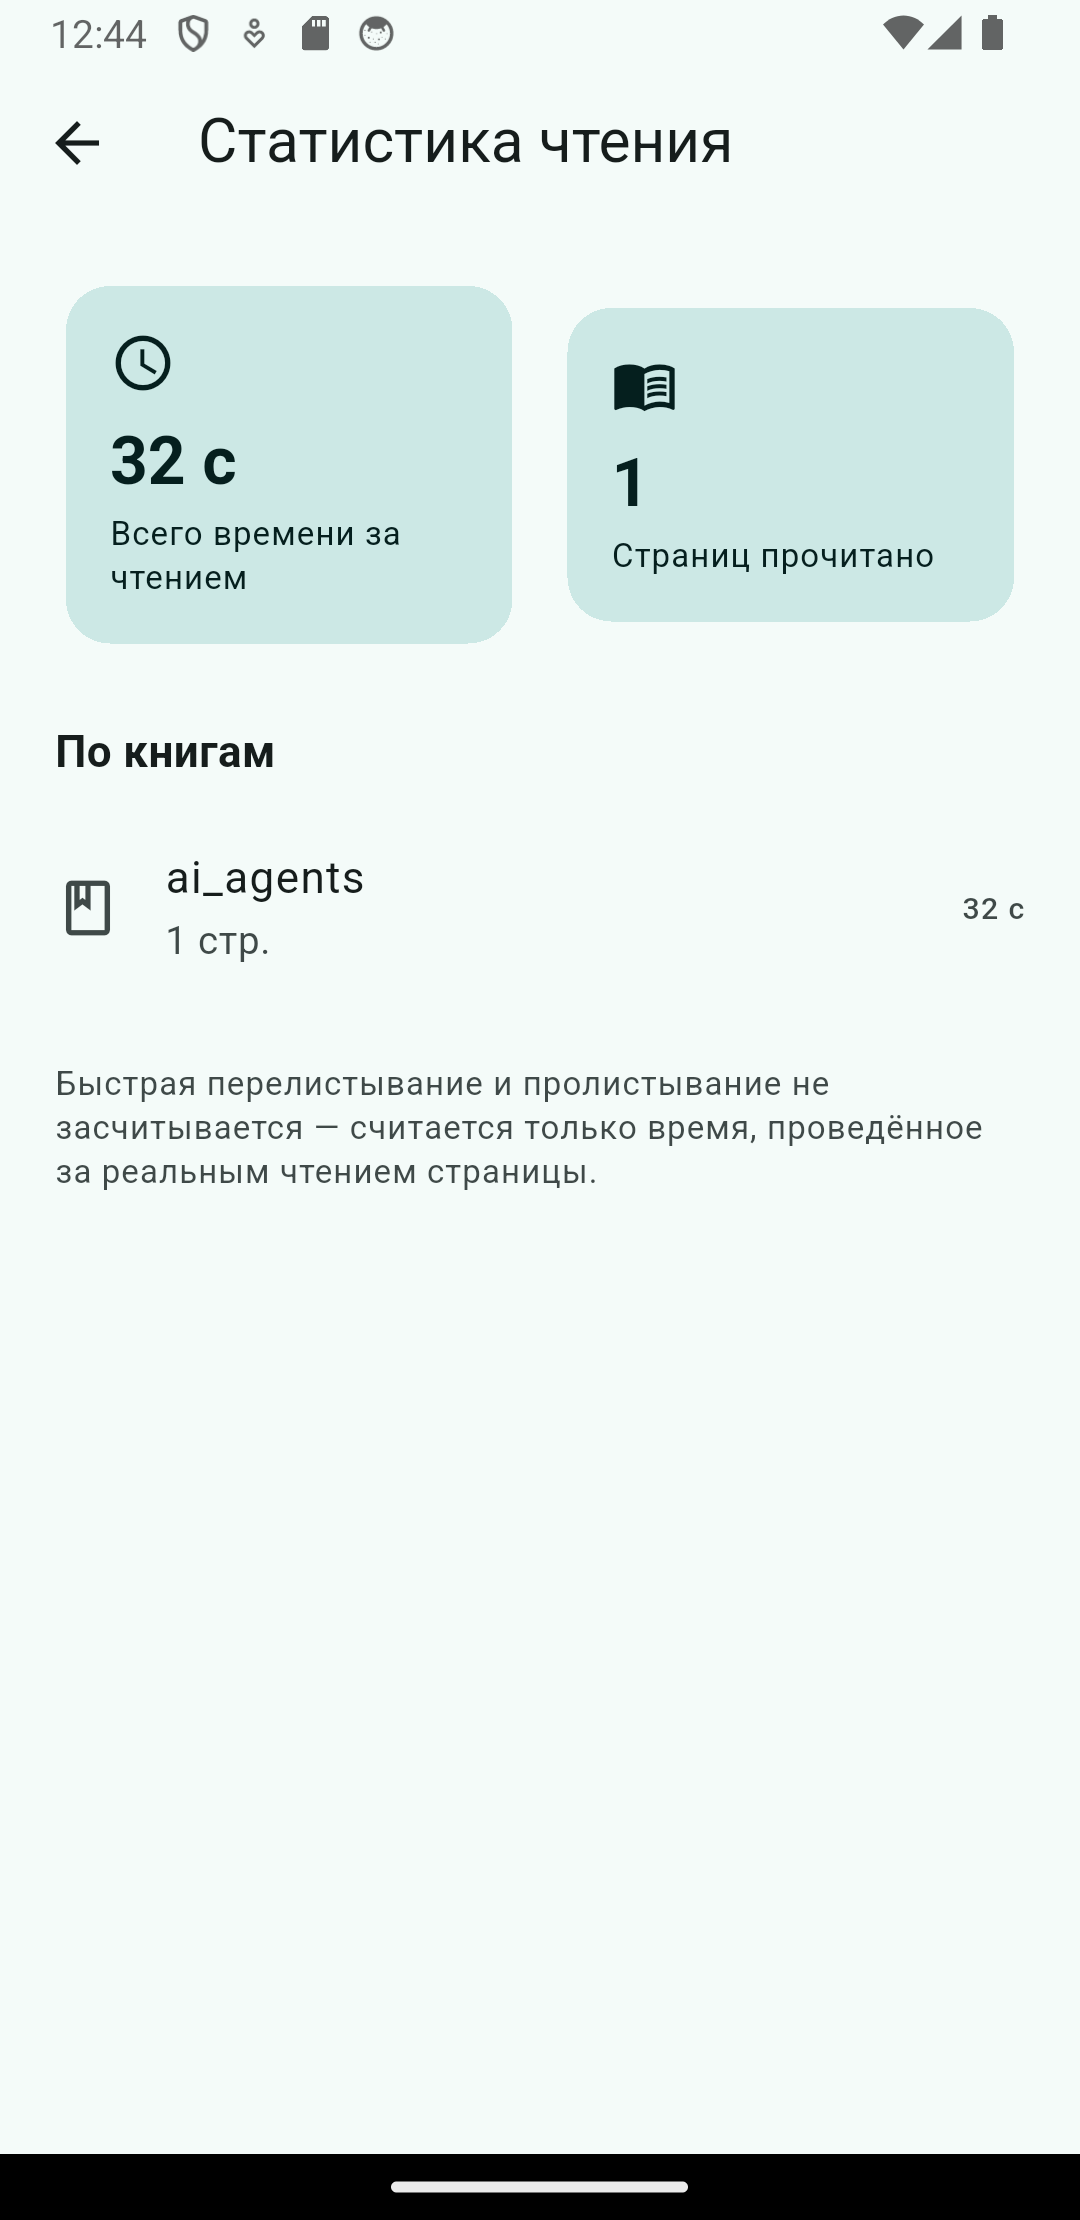 12:44
Статистика чтения
32 с
Всего времени за
чтением
1
Страниц прочитано
По книгам
ai_agents
1 стр.
32 с
Быстрая перелистывание и пролистывание не
засчитывается — считается только время, проведённое
за реальным чтением страницы.